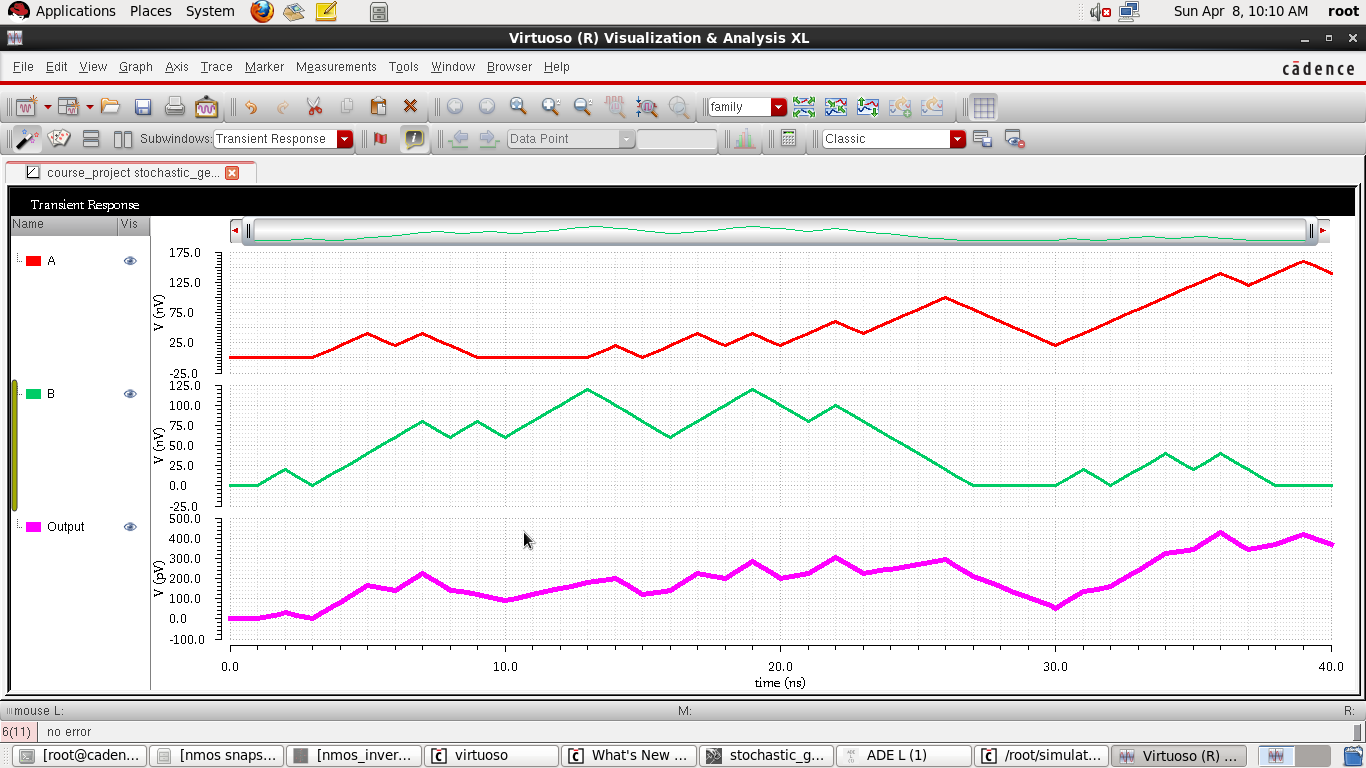 Applications Places System Sun Apr 8, 10:10 AM root
Virtuoso (R) Visualization & Analysis XL
File Edit View Graph Axis Trace Marker Measurements Tools Window Browser Help cādence
family
Subwindows: Transient Response Data Point Classic
course_project stochastic_ge...
Transient Response
Name Vis
A
B
Output
175.0
125.0
75.0
25.0
-25.0
V (nV)
125.0
100.0
75.0
50.0
25.0
0.0
-25.0
V (nV)
500.0
400.0
300.0
200.0
100.0
0.0
-100.0
V (pV)
0.0 10.0 20.0 30.0 40.0
time (ns)
mouse L: M: R:
6(11) no error
[root@caden... [nmos snaps... [nmos_inver... virtuoso What's New ... stochastic_g... ADE L (1) /root/simulat... Virtuoso (R) ...